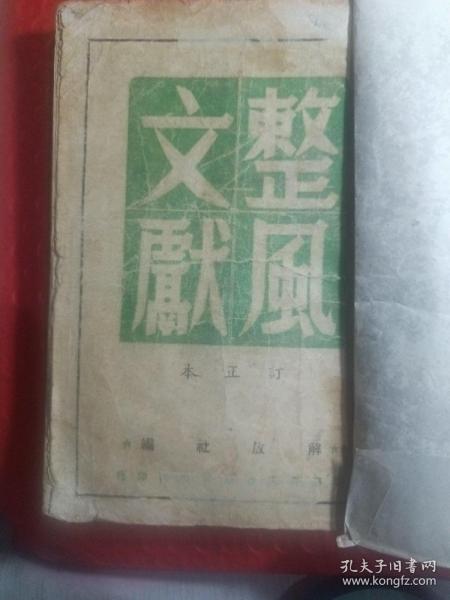 整風
文獻
訂正本
解放社編
孔夫子旧书网
www.kongfz.com